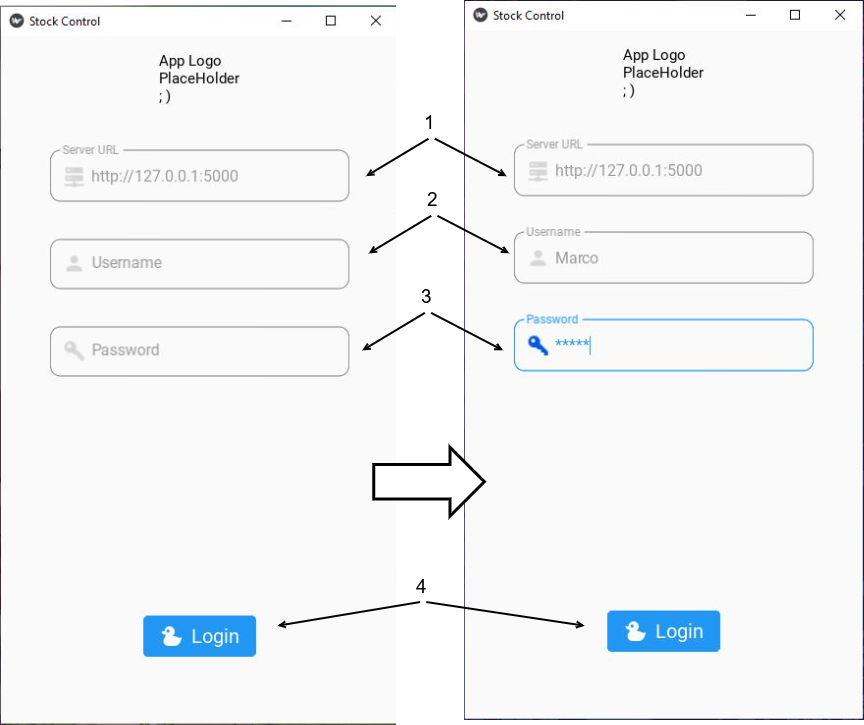 Stock Control
App Logo
PlaceHolder
; )
Server URL
http://127.0.0.1:5000
Username
Password
Login
1
2
3
4
Stock Control
App Logo
PlaceHolder
; )
Server URL
http://127.0.0.1:5000
Username
Marco
Password
*****
Login